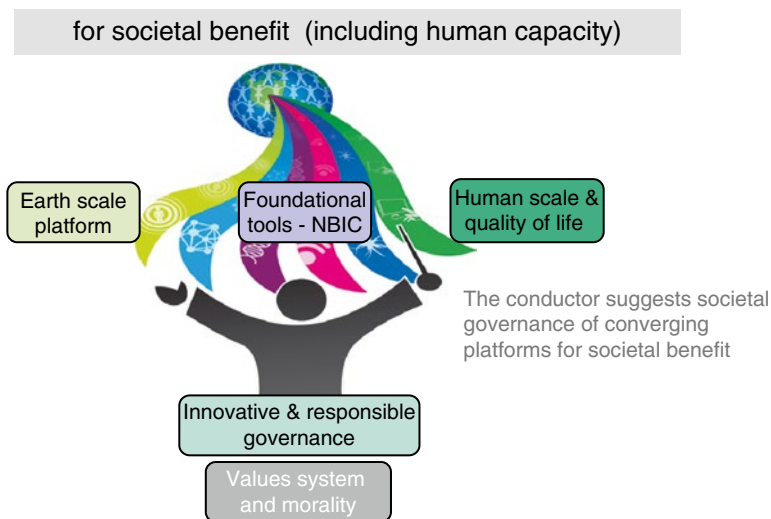 for societal benefit (including human capacity)
Earth scale
platform
Foundational
tools - NBIC
Human scale &
quality of life
The conductor suggests societal
governance of converging
platforms for societal benefit
Innovative & responsible
governance
Values system
and morality